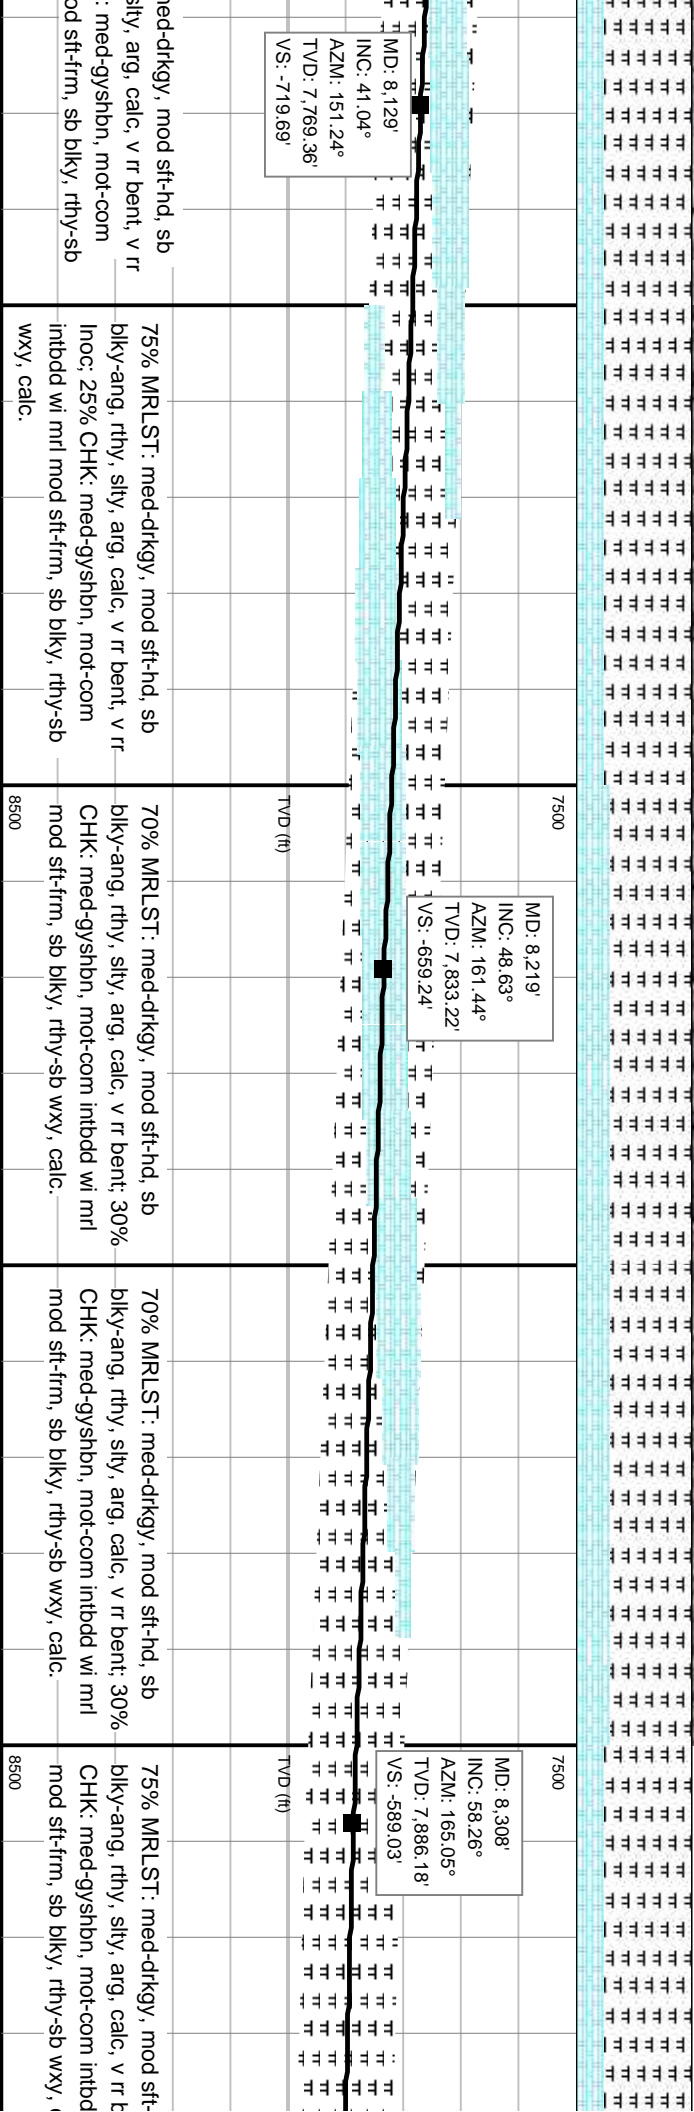 MD: 8,129'
INC: 41.04°
AZM: 151.24°
TVD: 7,769.36'
VS: -719.69'
med-drkgy, mod sft-hd, sb
slty, arg, calc, v rr bent, v rr
: med-gyshbn, mot-com
od sft-frm, sb blky, rthy-sb
75% MRLST: med-drkgy, mod sft-hd, sb
blky-ang, rthy, slty, arg, calc, v rr bent, v rr
Inoc; 25% CHK: med-gyshbn, mot-com
intbdd wi mrl mod sft-frm, sb blky, rthy-sb
wxy, calc.
7500
TVD (ft)
8500
MD: 8,219'
INC: 48.63°
AZM: 161.44°
TVD: 7,833.22'
VS: -659.24'
70% MRLST: med-drkgy, mod sft-hd, sb
blky-ang, rthy, slty, arg, calc, v rr bent; 30%
CHK: med-gyshbn, mot-com intbdd wi mrl
mod sft-frm, sb blky, rthy-sb wxy, calc.
70% MRLST: med-drkgy, mod sft-hd, sb
blky-ang, rthy, slty, arg, calc, v rr bent; 30%
CHK: med-gyshbn, mot-com intbdd wi mrl
mod sft-frm, sb blky, rthy-sb wxy, calc.
7500
TVD (ft)
8500
MD: 8,308'
INC: 58.26°
AZM: 165.05°
TVD: 7,886.18'
VS: -589.03'
75% MRLST: med-drkgy, mod sft-
blky-ang, rthy, slty, arg, calc, v rr b
CHK: med-gyshbn, mot-com intbd
mod sft-frm, sb blky, rthy-sb wxy, c